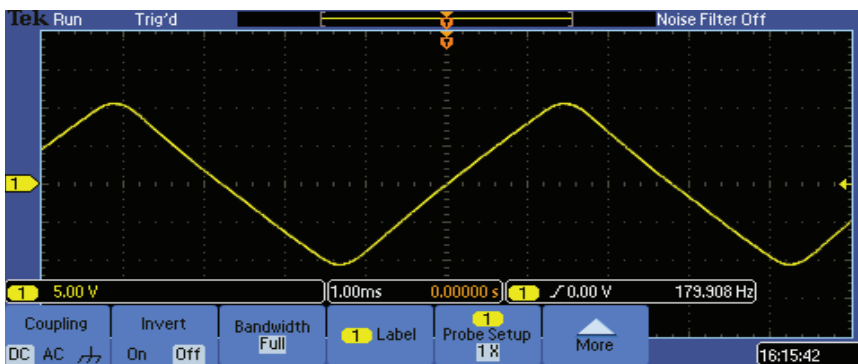 Tek Run Trig'd Noise Filter Off
T
T
1
1 5.00 V 1.00ms 0.00000 s 1 0.00 V 179.908 Hz
Coupling Invert Bandwidth 1 Label 1 More
DC AC On Off Full Probe Setup
1 X
16:15:42